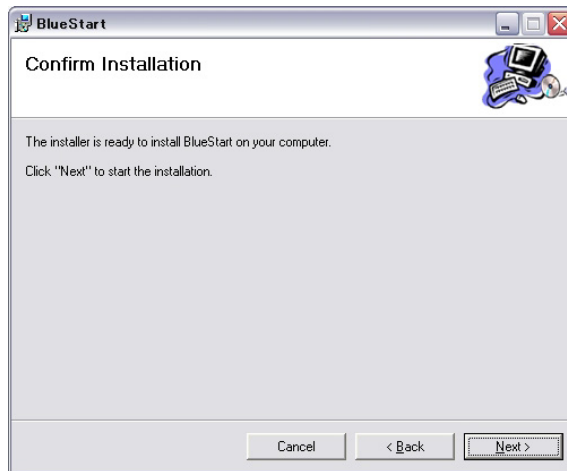 BlueStart
Confirm Installation
The installer is ready to install BlueStart on your computer.
Click "Next" to start the installation.
Cancel
< Back
Next >